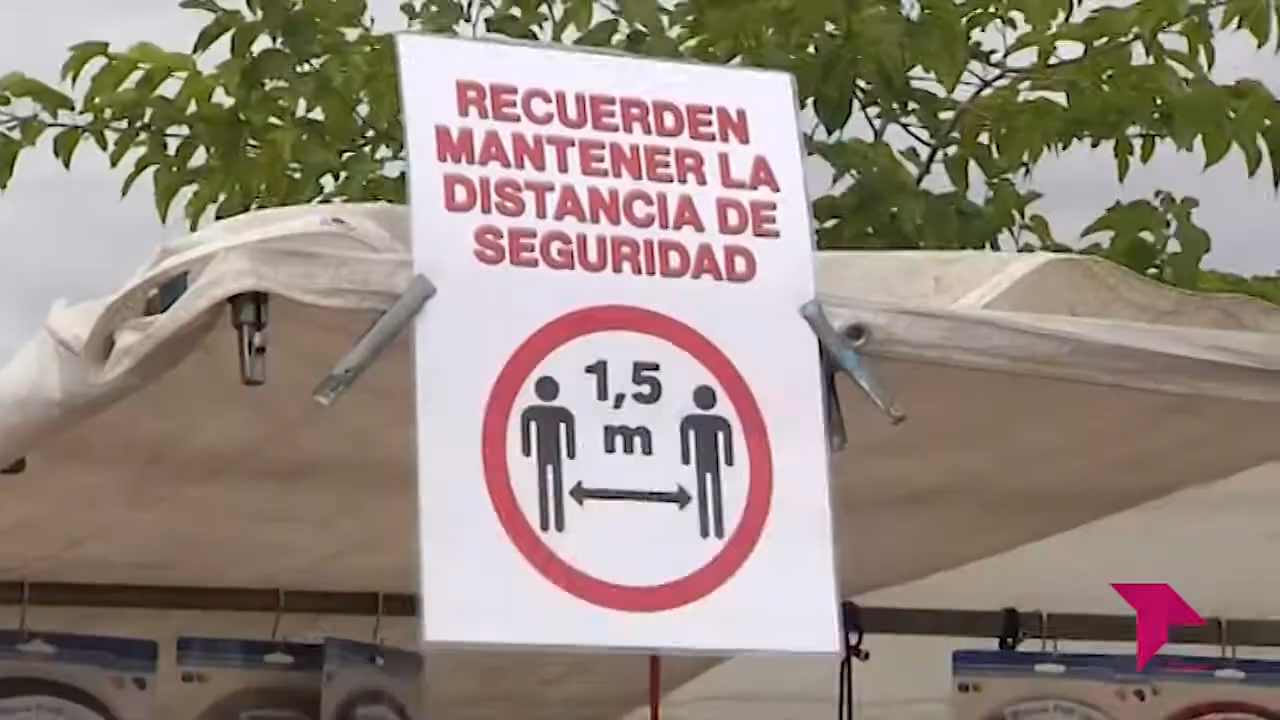 RECUERDEN
MANTENER LA
DISTANCIA DE
SEGURIDAD
1,5
m